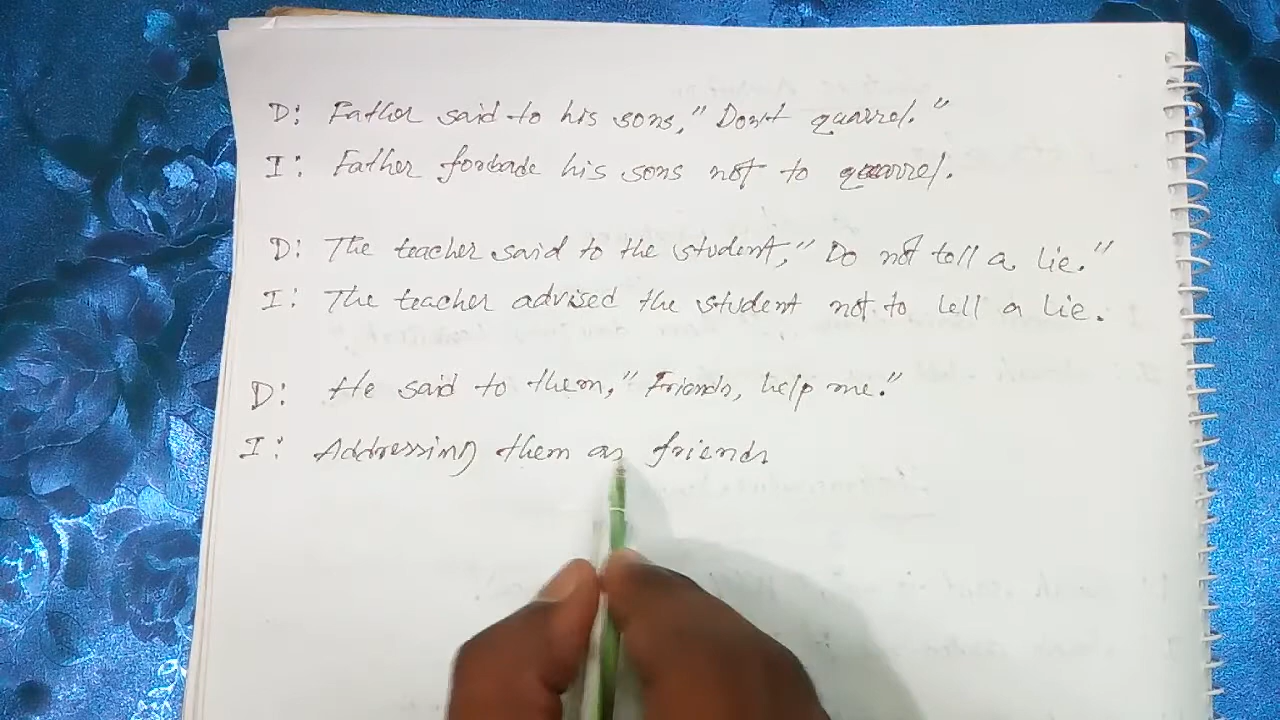 D: Father said to his sons," Don't quarrel."
I: Father forbade his sons not to quarrel.
D: The teacher said to the student," Do not tell a lie."
I: The teacher advised the student not to tell a lie.
D: He said to them," Friends, help me."
I: Addressing them as friends